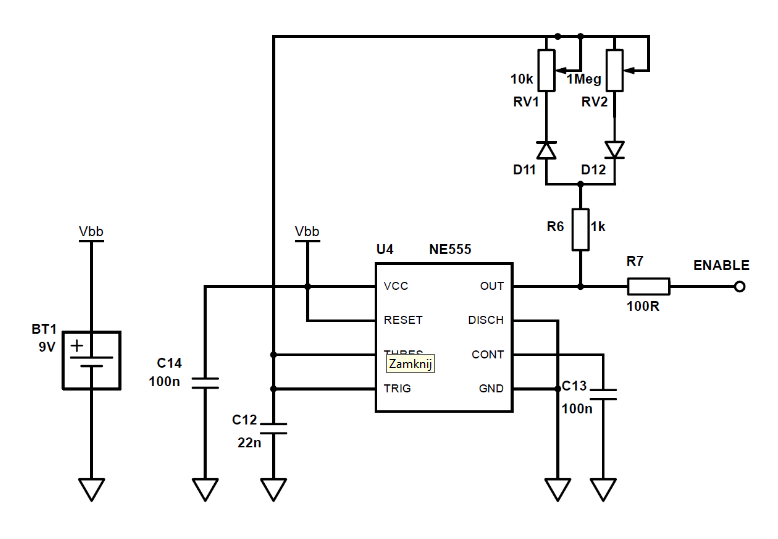 10k
1Meg
RV1
RV2
D11
D12
R6
1k
Vbb
Vbb
U4
NE555
R7
ENABLE
100R
VCC
OUT
RESET
DISCH
BT1
9V
+
CONT
Zamknij
C14
100n
TRIG
GND
C13
100n
C12
22n